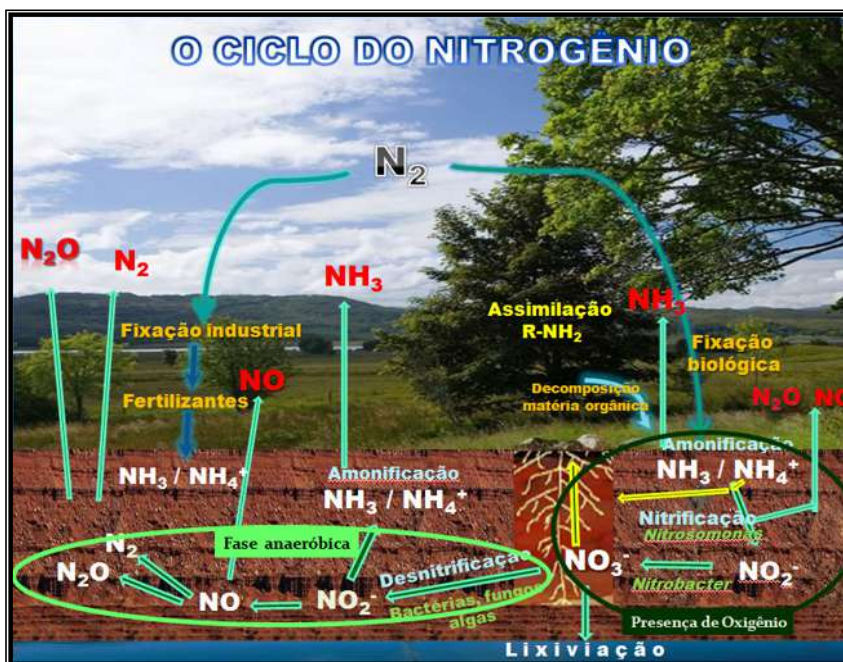 O CICLO DO NITROGÊNIO
N₂
N₂O
N₂
NH₃
Assimilação
R-NH₂
NH₃
Fixação industrial
Fixação
biológica
NO
Fertilizantes
Decomposição
matéria orgânica
N₂O NO
Amonificação
NH₃ / NH₄⁺
NH₃ / NH₄⁺
Amonificação
NH₃ / NH₄⁺
Nitrificação
Nitrosomonas
Fase anaeróbica
N₂
N₂O
NO
NO₂⁻
Desnitrificação
Bactérias, fungo
algas
NO₃⁻
Nitrobacter
NO₂⁻
Presença de Oxigênio
Lixiviação